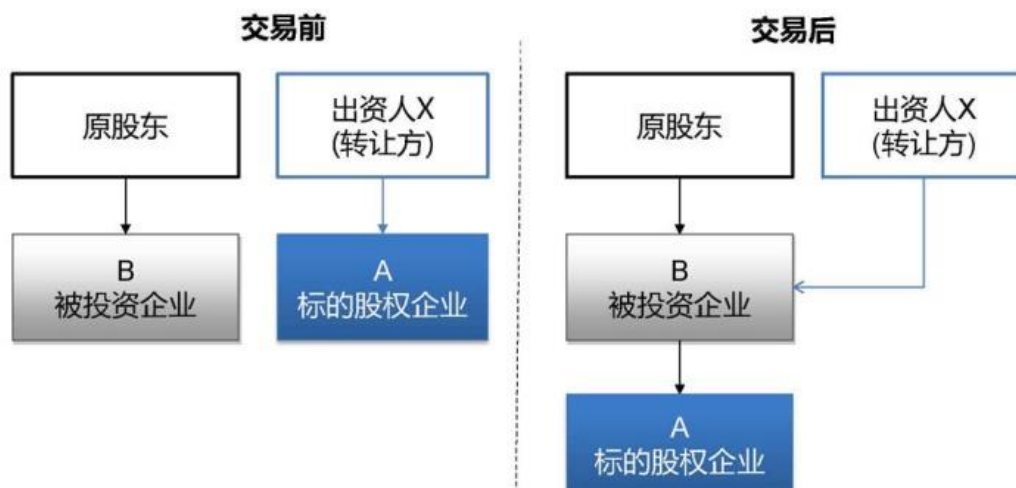 交易前
原股东
出资人X
(转让方)
B
被投资企业
A
标的股权企业
交易后
原股东
出资人X
(转让方)
B
被投资企业
A
标的股权企业